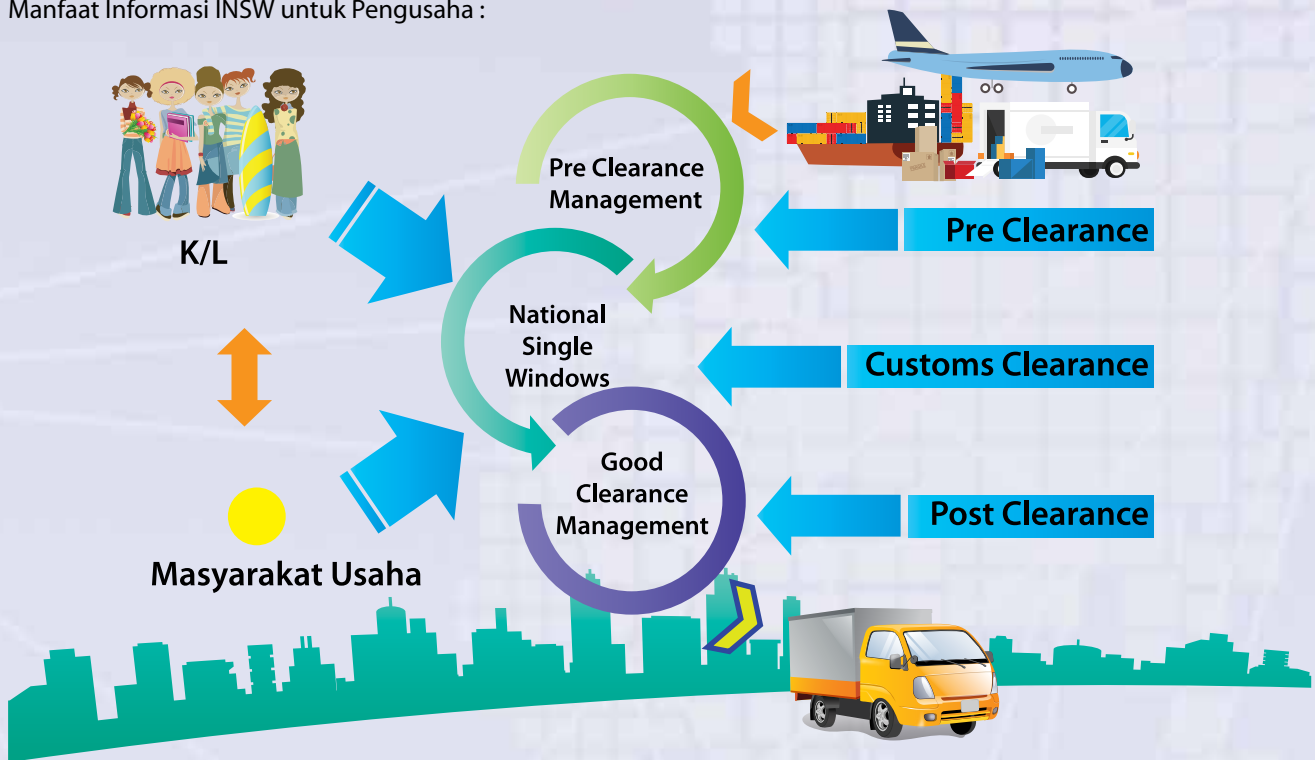 Manfaat Informasi INSW untuk Pengusaha :
Pre Clearance
Management
K/L
Pre Clearance
National
Single
Windows
Customs Clearance
Good
Clearance
Management
Post Clearance
Masyarakat Usaha